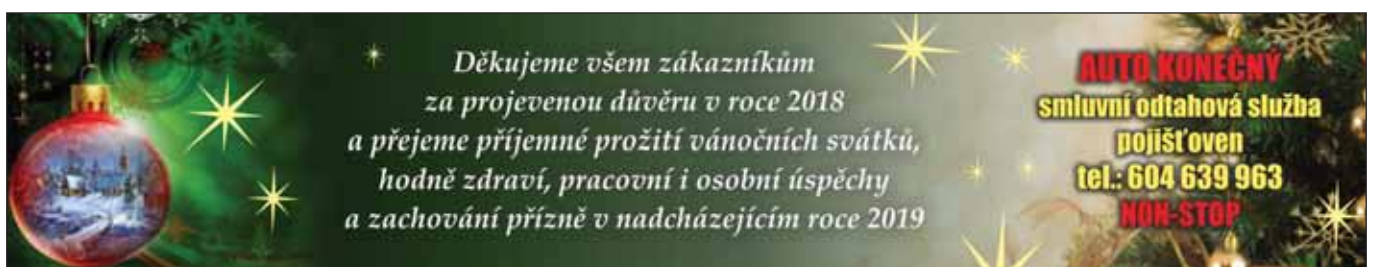 Děkujeme všem zákazníkům
za projevenou důvěru v roce 2018
a přejeme příjemné prožití vánočních svátků,
hodně zdraví, pracovní i osobní úspěchy
a zachování přízně v nadcházejícím roce 2019
AUTO KONEČNÝ
smluvní odtahová služba
pojišťoven
tel.: 604 639 963
NON-STOP